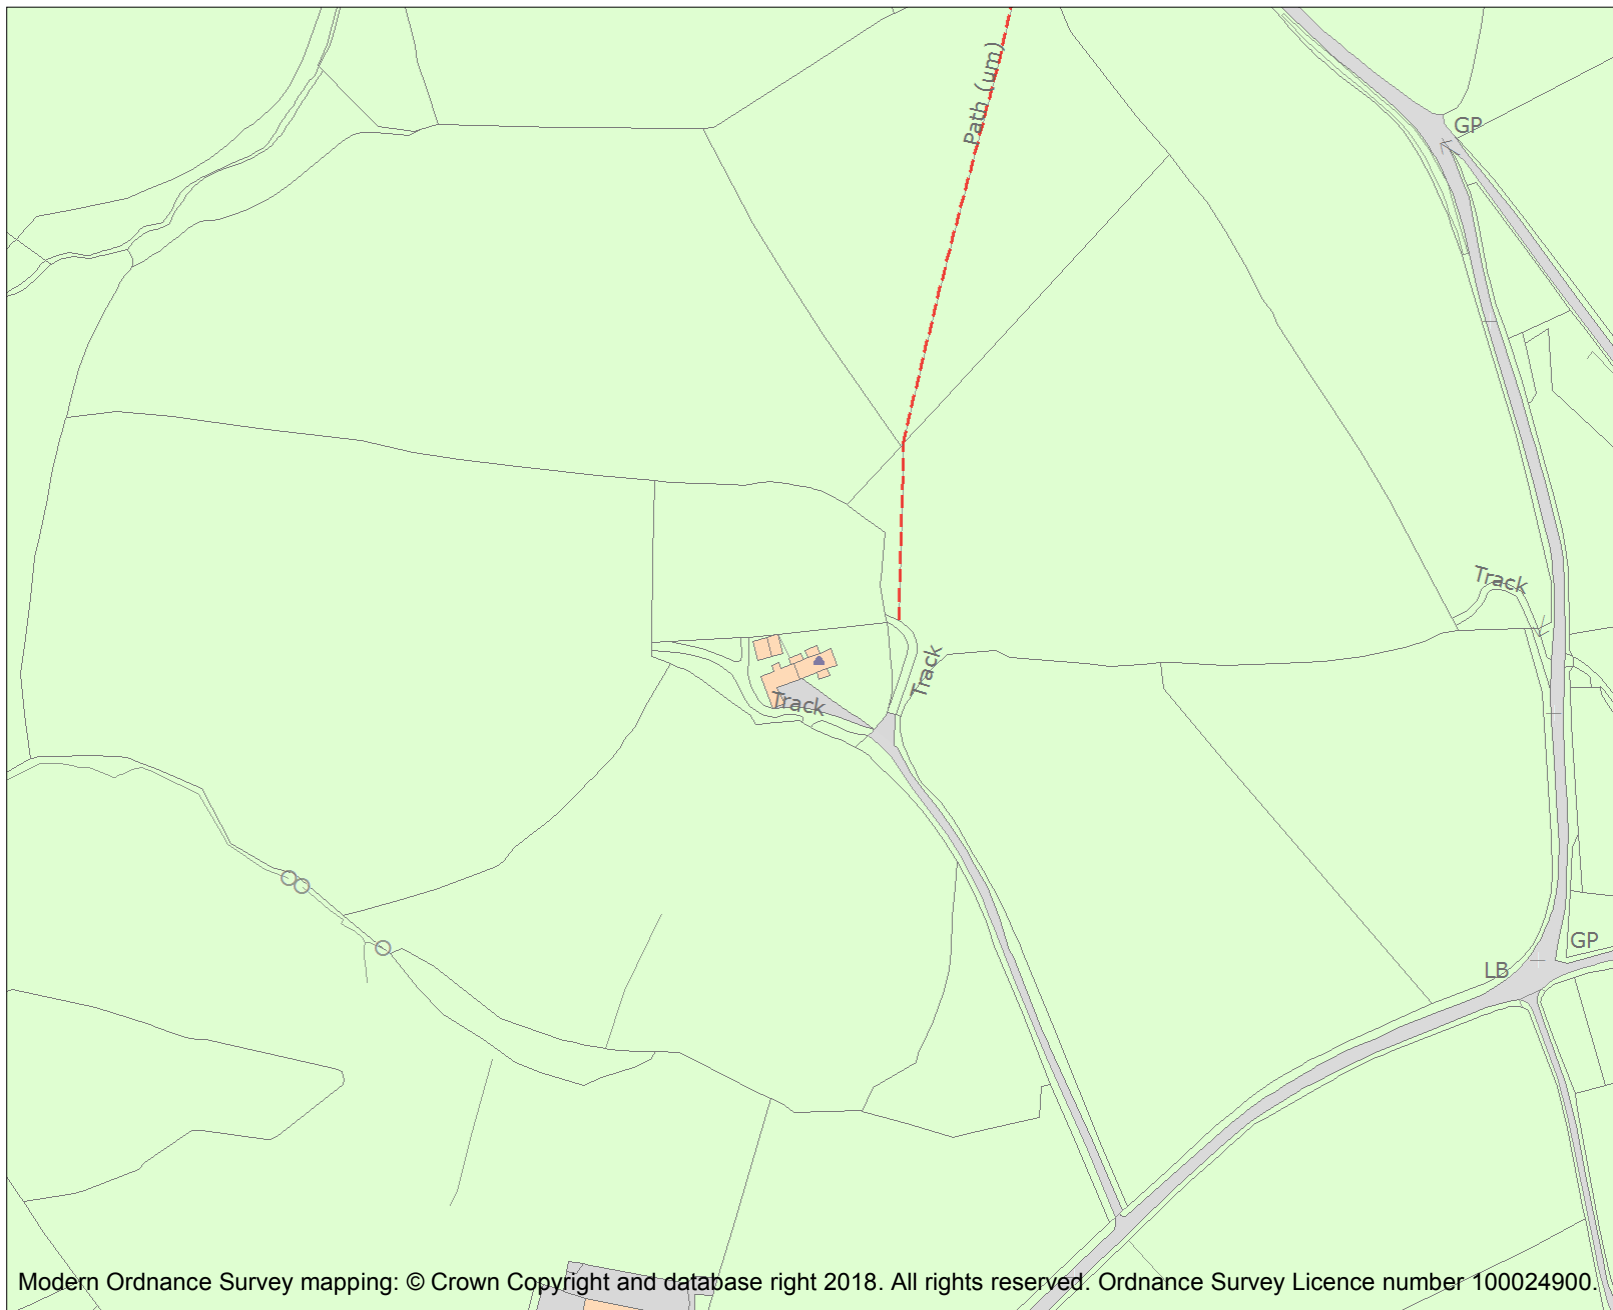 Path (um)
GP
Track
Track
Track
GP
LB
Modern Ordnance Survey mapping: © Crown Copyright and database right 2018. All rights reserved. Ordnance Survey Licence number 100024900.